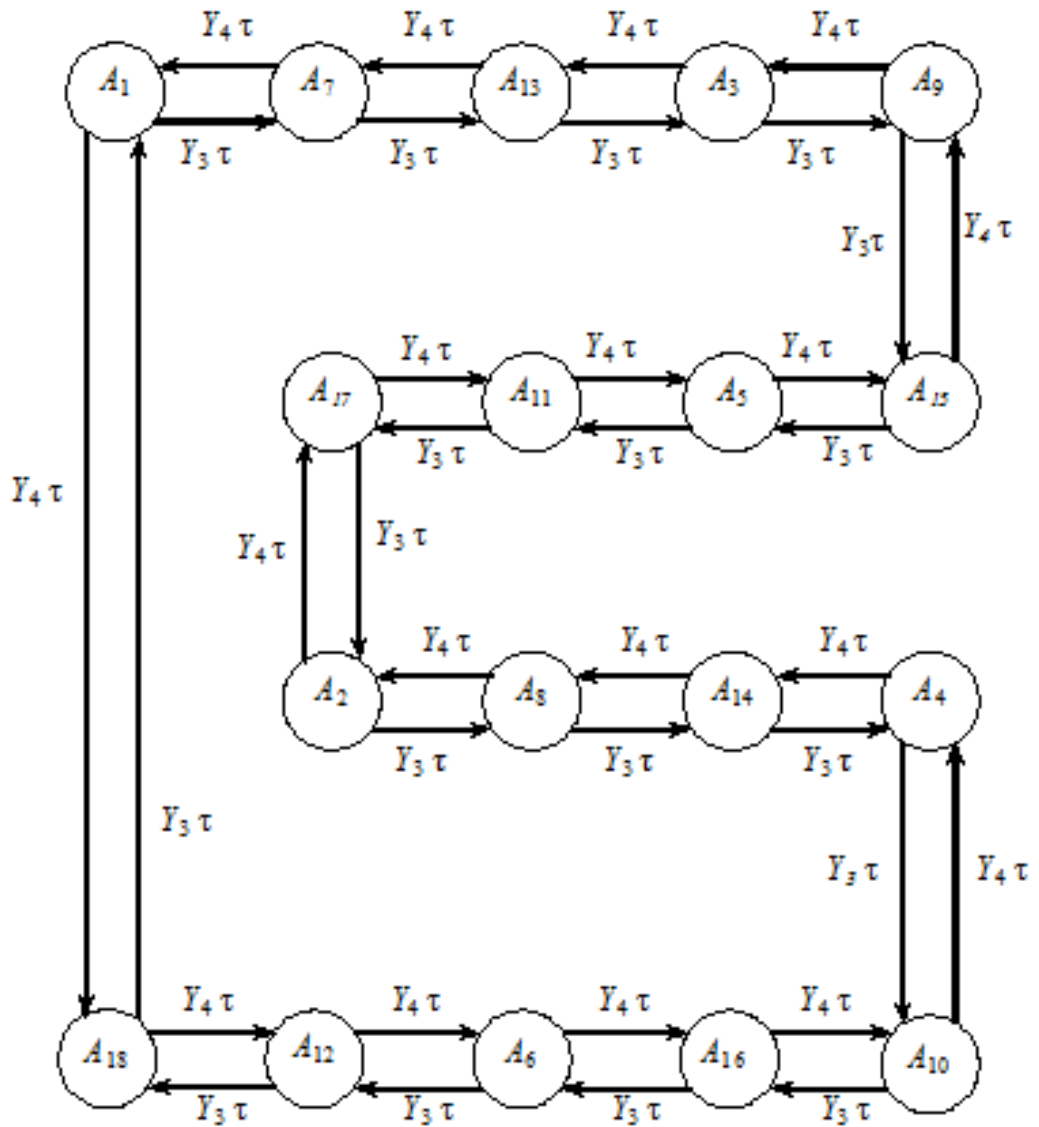 Y4 τ Y4 τ Y4 τ Y4 τ
A1 A7 A13 A3 A9
Y3 τ Y3 τ Y3 τ Y3 τ
Y3τ Y4 τ
Y4 τ Y4 τ Y4 τ
A17 A11 A5 A15
Y3 τ Y3 τ Y3 τ
Y4 τ
Y4 τ Y3 τ
Y4 τ Y4 τ Y4 τ
A2 A8 A14 A4
Y3 τ Y3 τ Y3 τ
Y3 τ
Y3 τ Y4 τ
Y4 τ Y4 τ Y4 τ Y4 τ
A18 A12 A6 A16 A10
Y3 τ Y3 τ Y3 τ Y3 τ